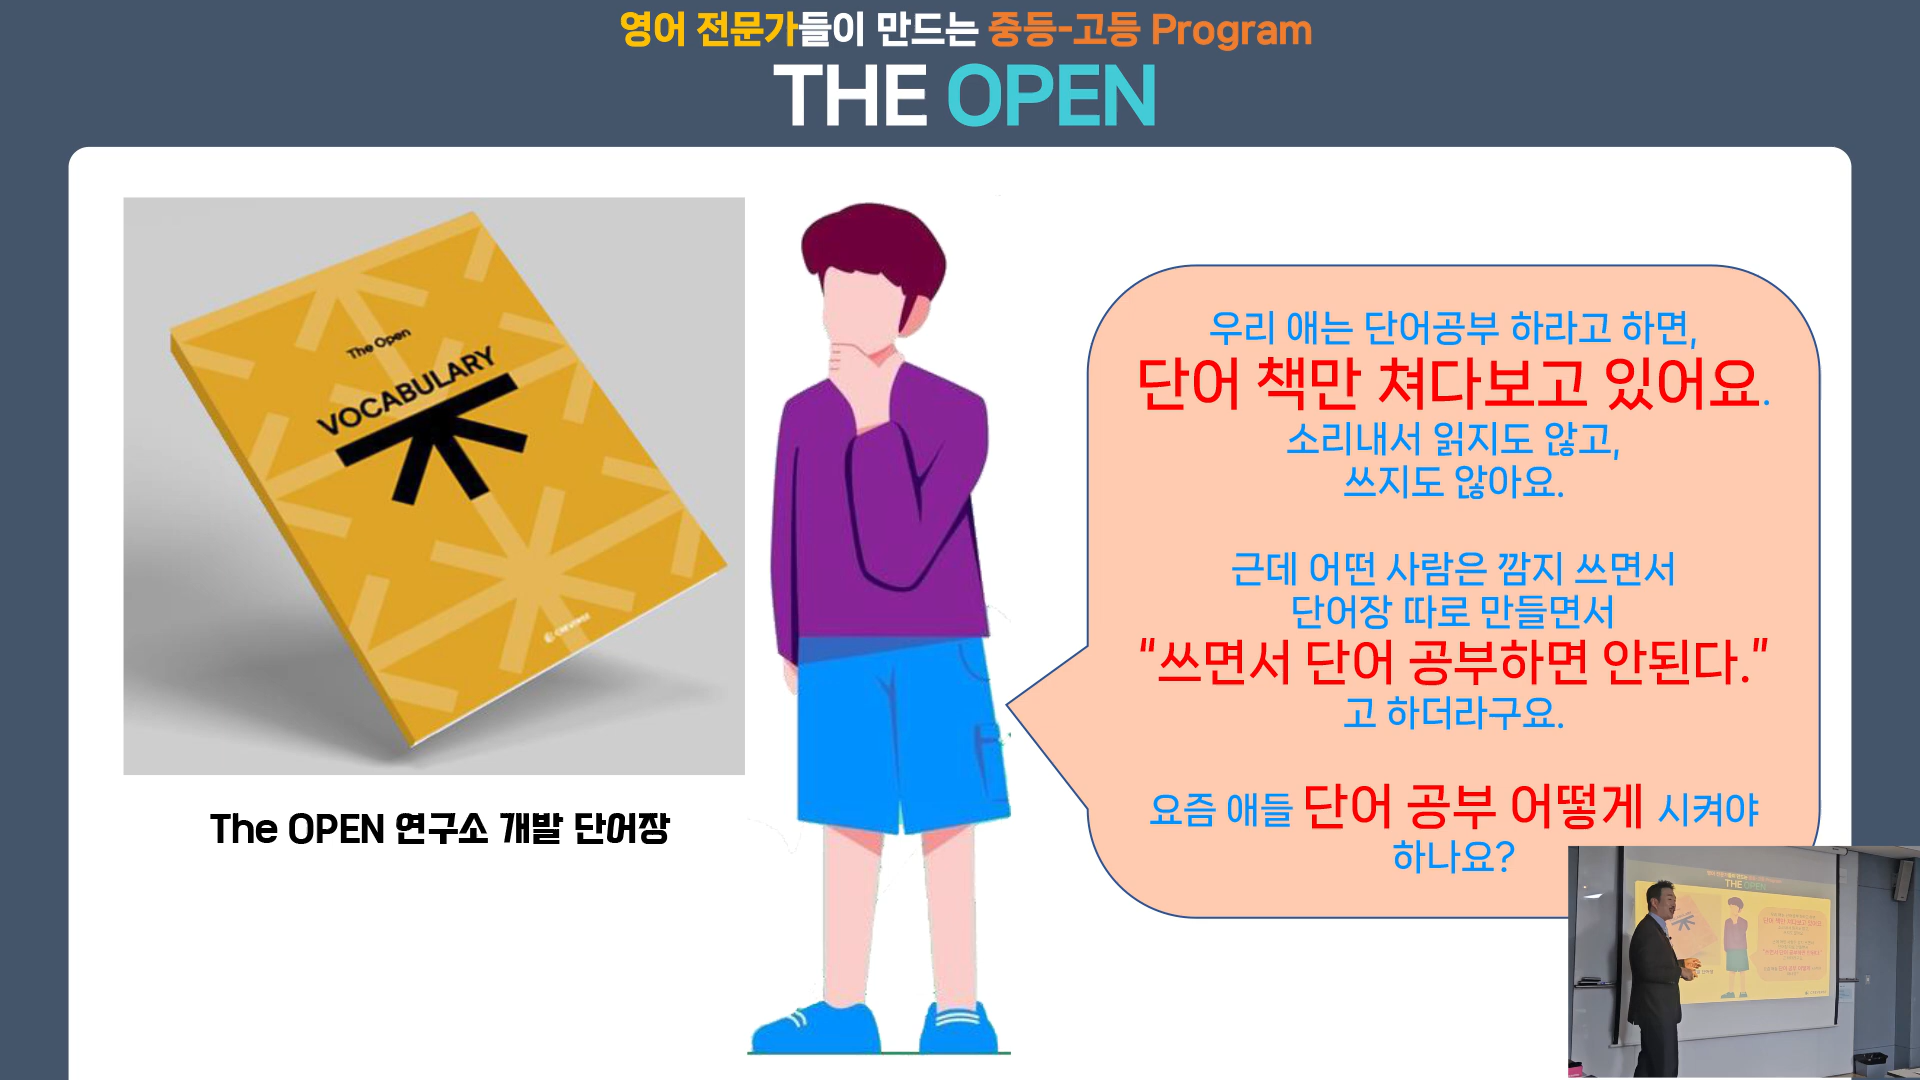 영어 전문가들이 만드는 중등-고등 Program
THE OPEN
The Open
VOCABULARY
The OPEN 연구소 개발 단어장
우리 애는 단어공부 하라고 하면,
단어 책만 쳐다보고 있어요.
소리내서 읽지도 않고,
쓰지도 않아요.
근데 어떤 사람은 깜지 쓰면서
단어장 따로 만들면서
"쓰면서 단어 공부하면 안된다."
고 하더라구요.
요즘 애들 단어 공부 어떻게 시켜야
하나요?
THE OPEN